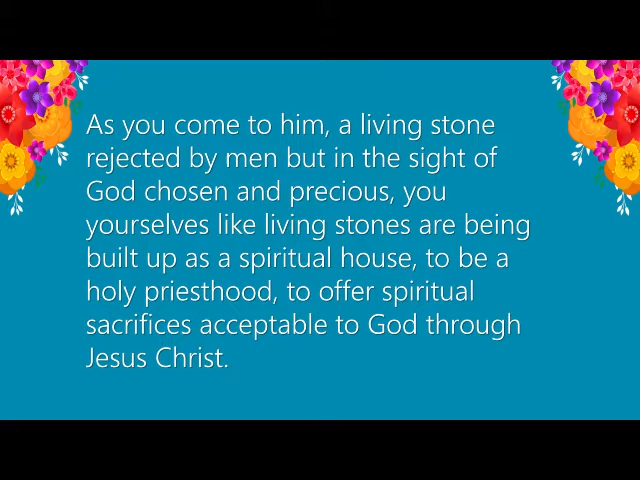 As you come to him, a living stone
rejected by men but in the sight of
God chosen and precious, you
yourselves like living stones are being
built up as a spiritual house, to be a
holy priesthood, to offer spiritual
sacrifices acceptable to God through
Jesus Christ.